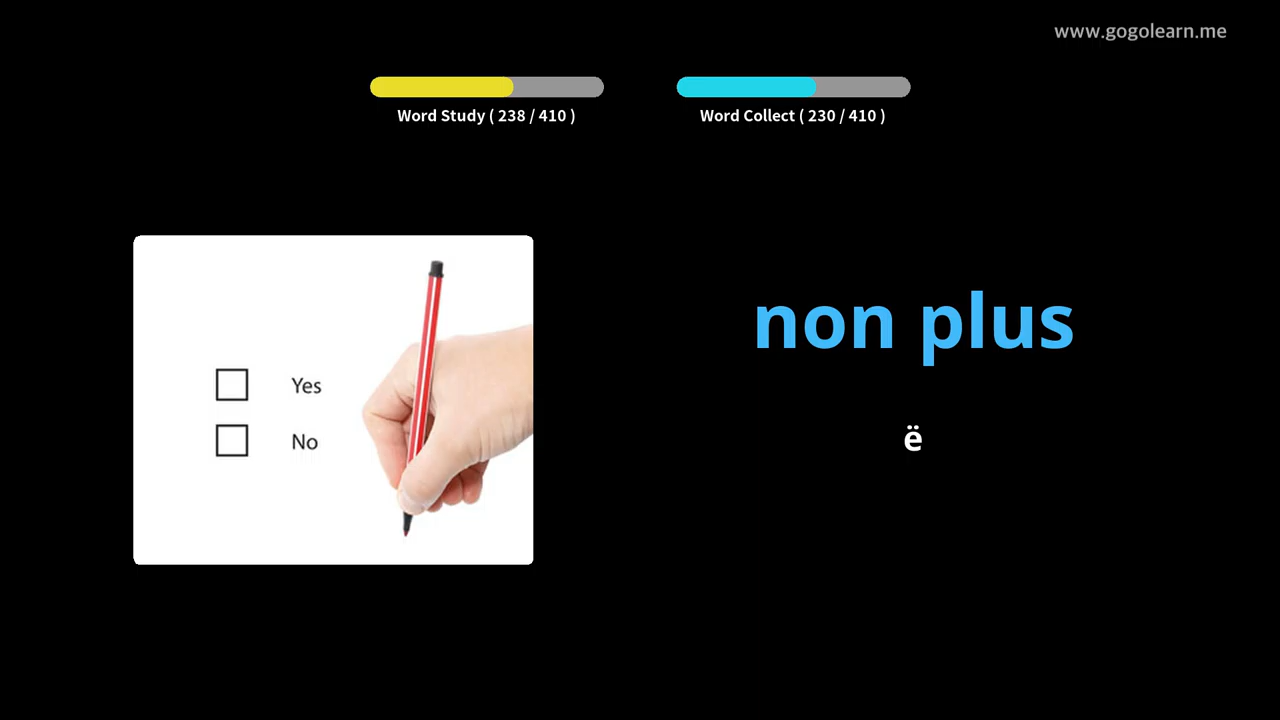 www.gogolearn.me
Word Study ( 238 / 410 )
Word Collect ( 230 / 410 )
Yes
No
non plus
ë